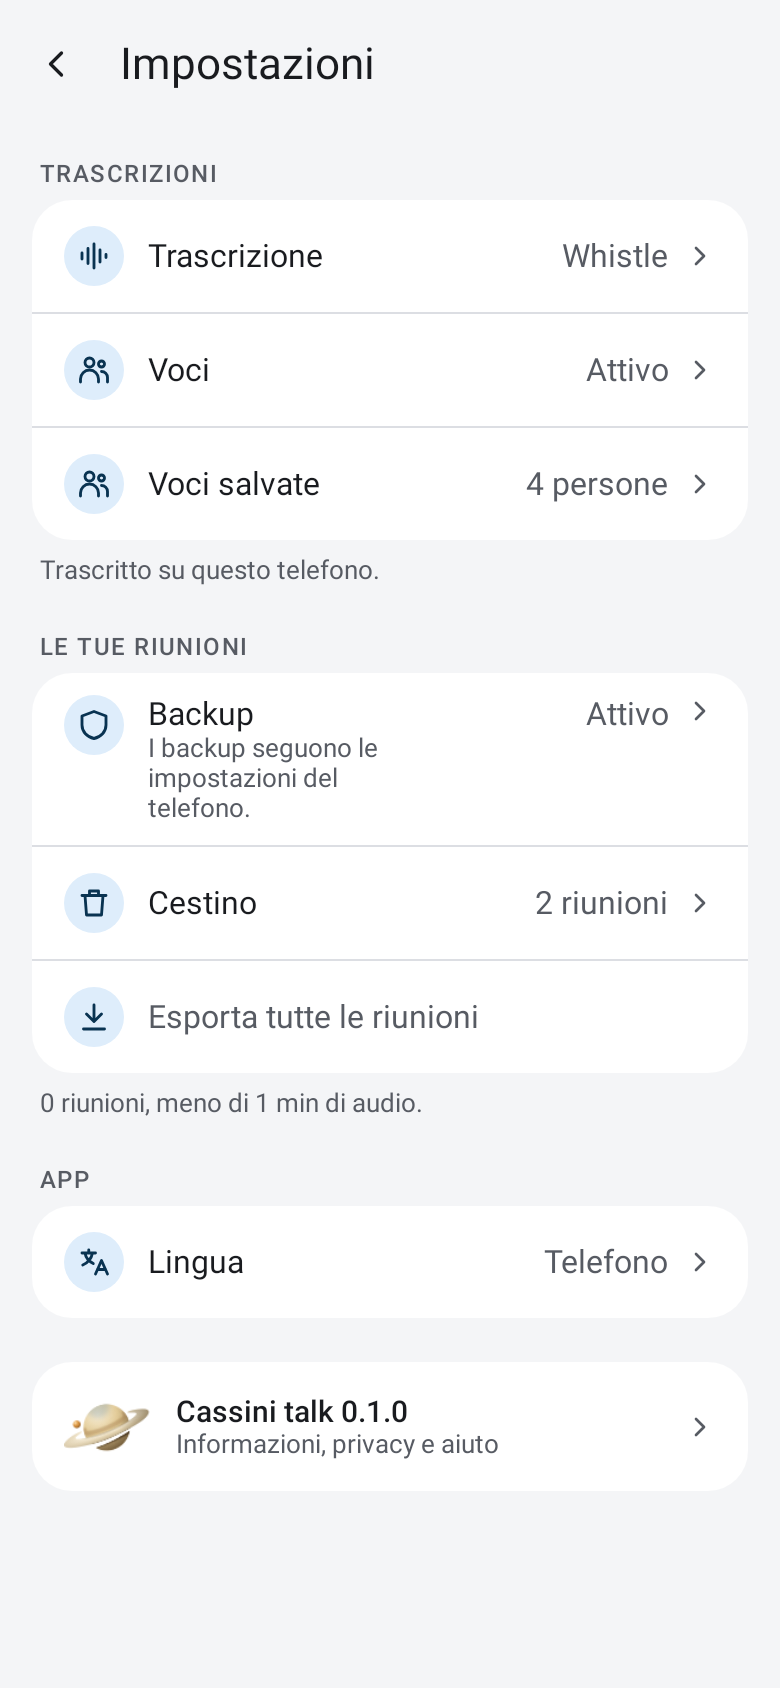 Impostazioni
TRASCRIZIONI
Trascrizione Whistle
Voci Attivo
Voci salvate 4 persone
Trascritto su questo telefono.
LE TUE RIUNIONI
Backup Attivo
I backup seguono le
impostazioni del
telefono.
Cestino 2 riunioni
Esporta tutte le riunioni
0 riunioni, meno di 1 min di audio.
APP
Lingua Telefono
Cassini talk 0.1.0
Informazioni, privacy e aiuto